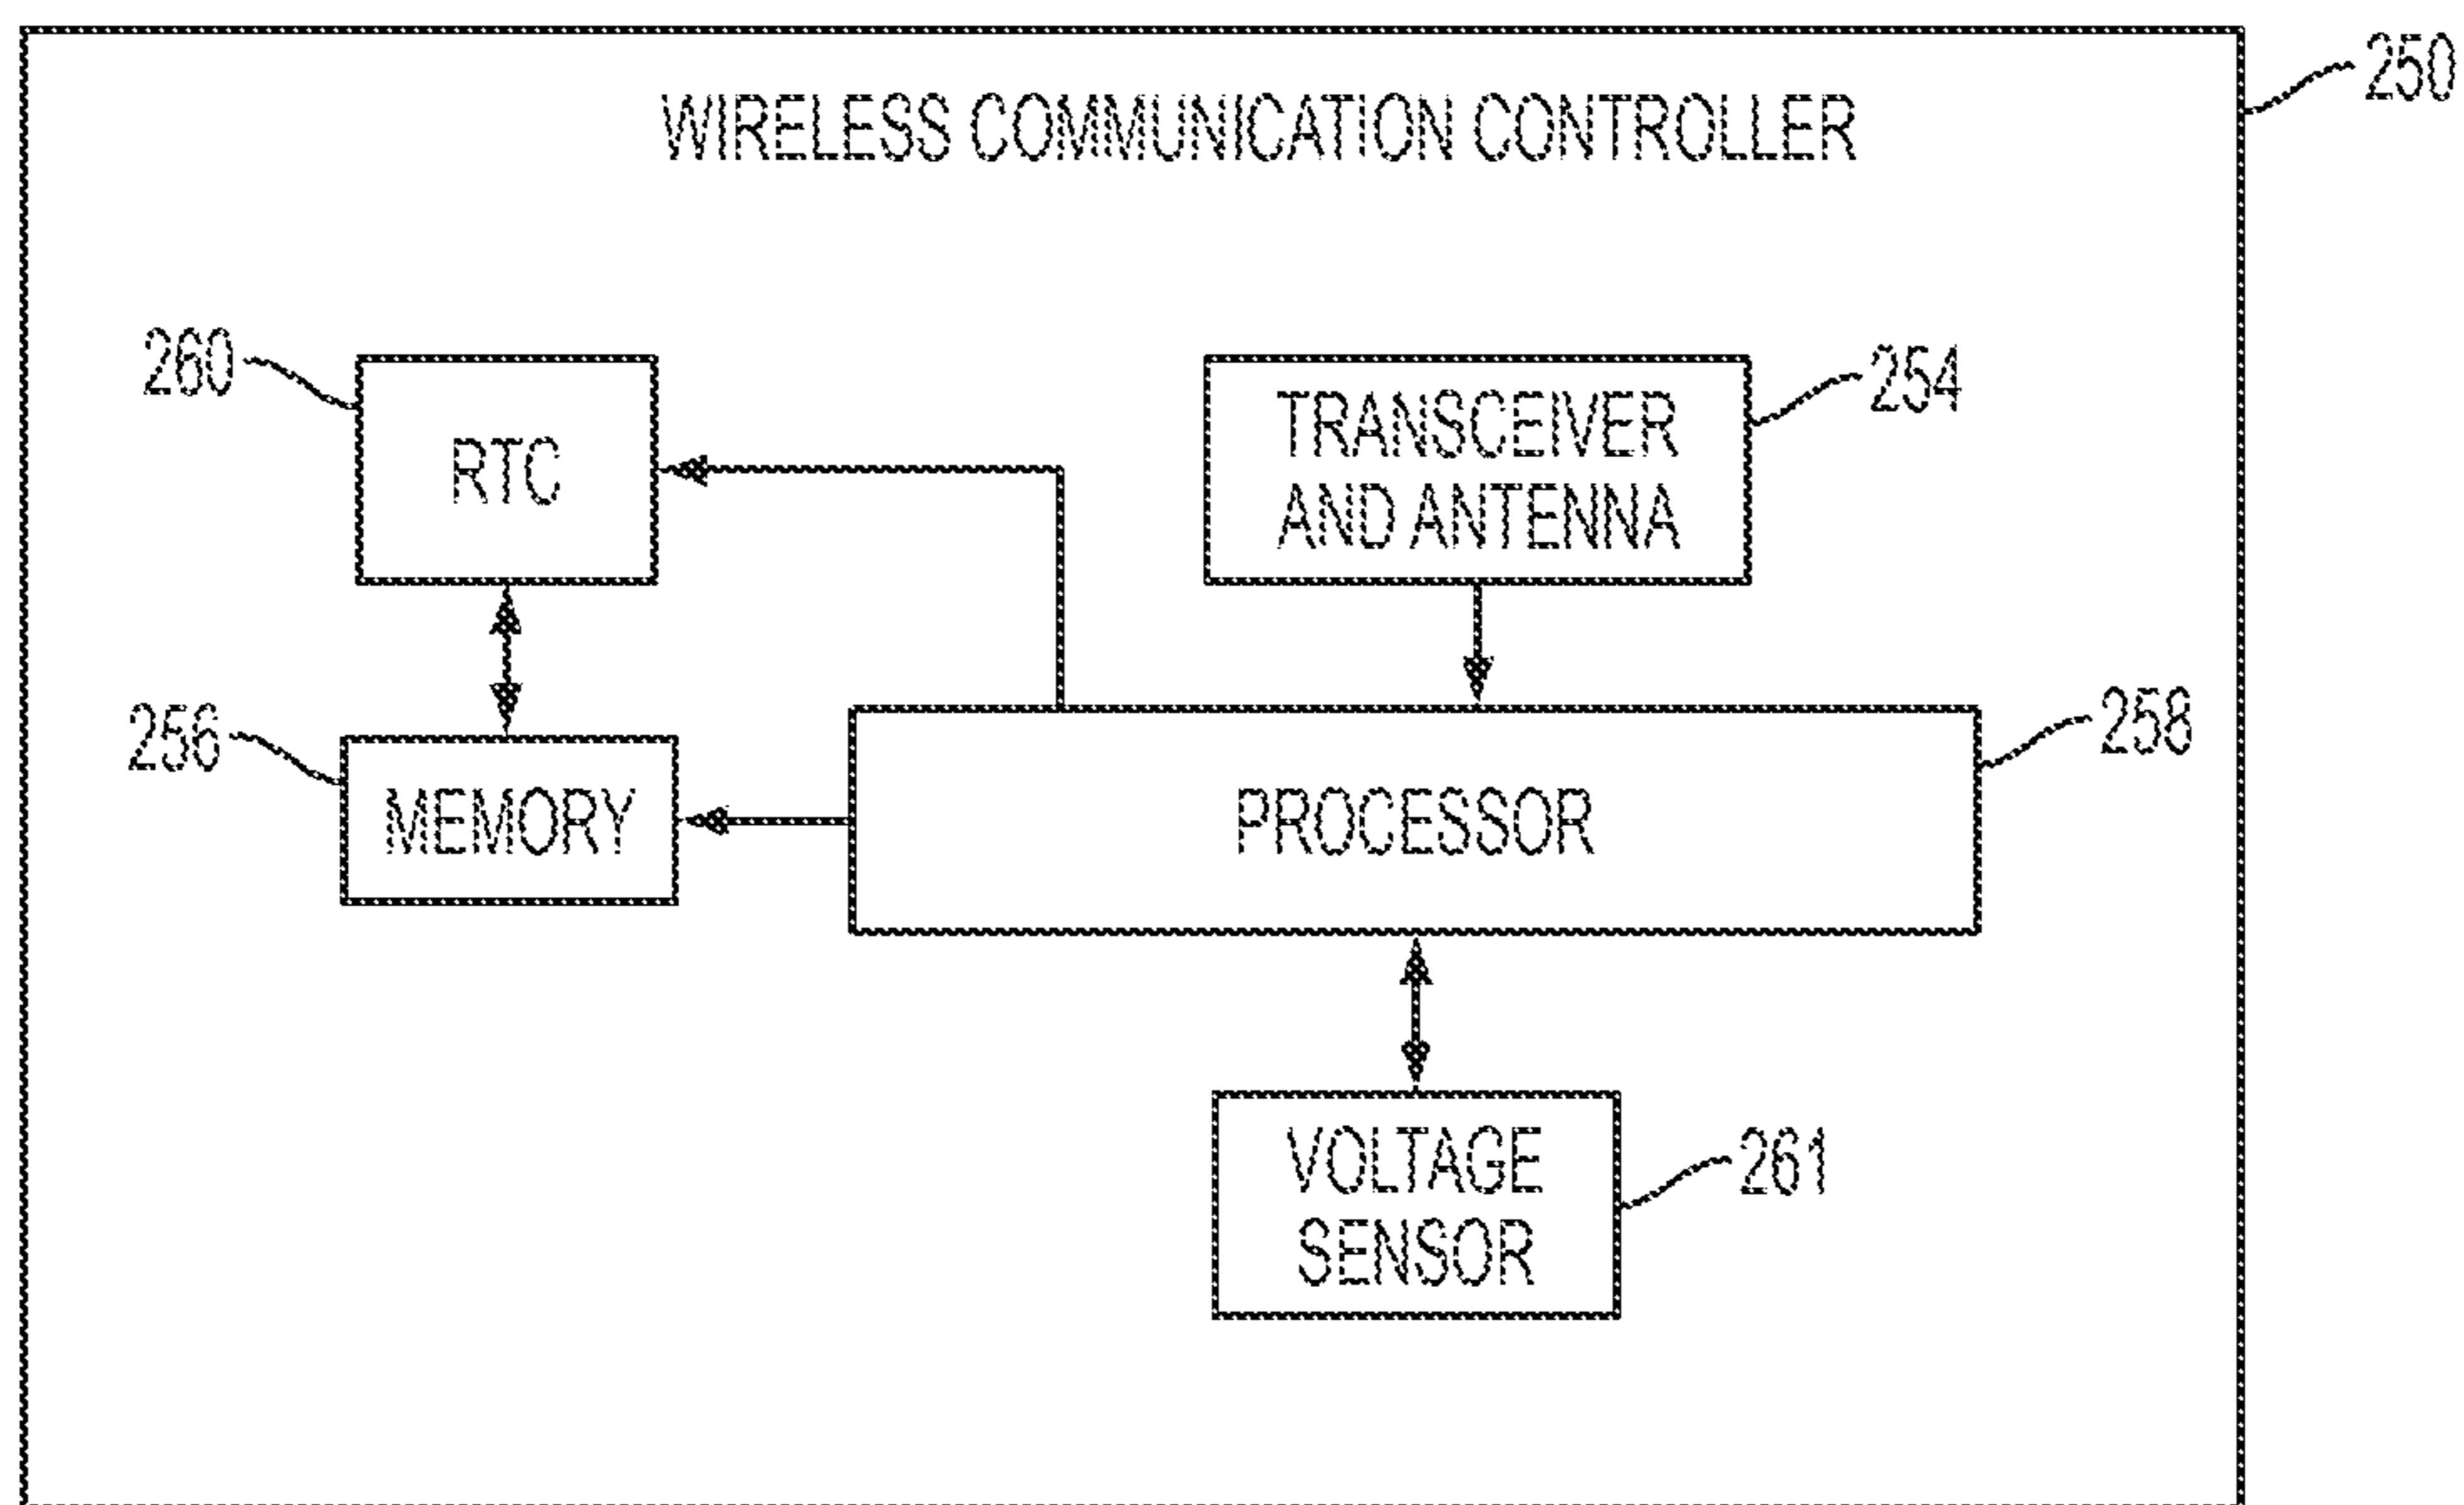 250
WIRELESS COMMUNICATION CONTROLLER
260
RTC
TRANSCEIVER
AND ANTENNA
254
256
MEMORY
PROCESSOR
258
VOLTAGE
SENSOR
261